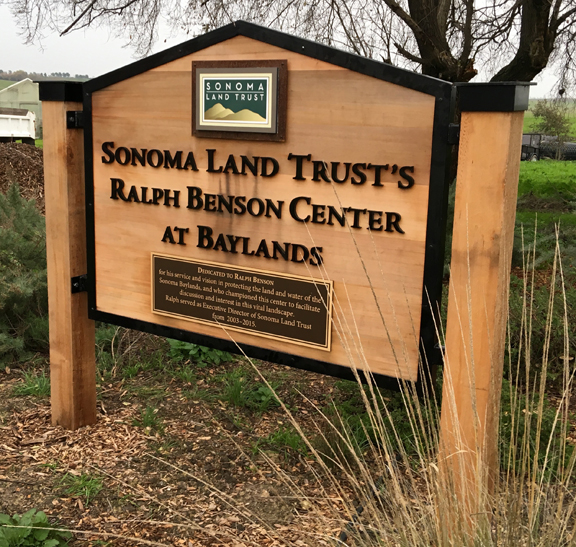 SONOMA
LAND TRUST
SONOMA LAND TRUST'S
RALPH BENSON CENTER
AT BAYLANDS
DEDICATED TO RALPH BENSON
for his service and vision in protecting the land and water of the
Sonoma Baylands, and who championed this center to facilitate
discussion and interest in this vital landscape.
Ralph served as Executive Director of Sonoma Land Trust
from 2003-2015.